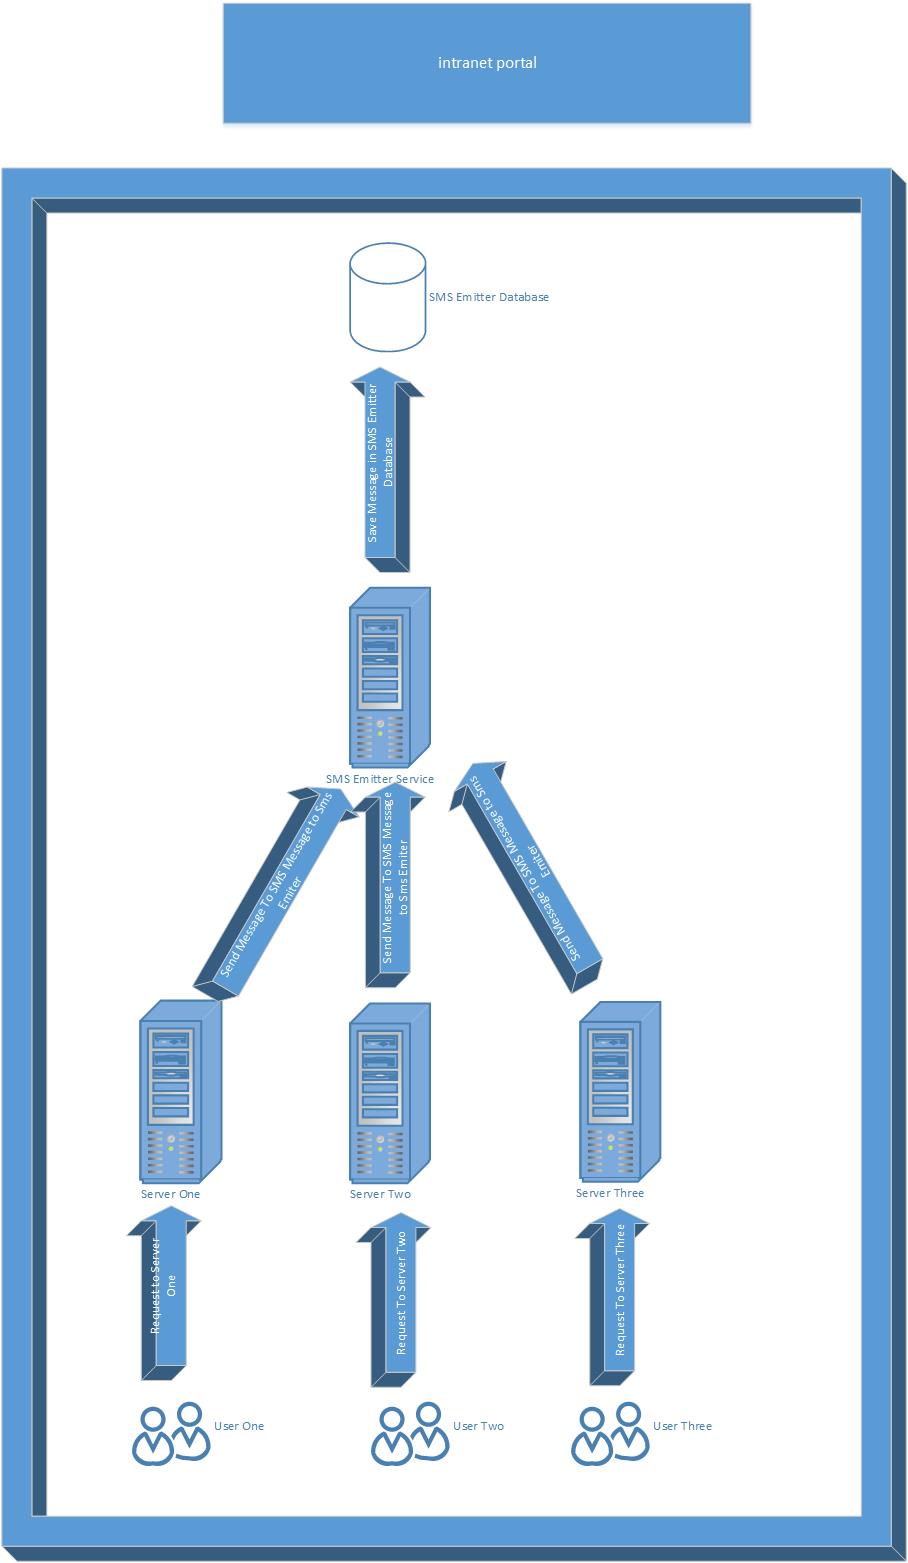 intranet portal
SMS Emitter Database
Save Message in SMS Emitter
Database
SMS Emitter Service
Send Message To SMS Message to Sms
Emiter
Send Message To SMS Message
to Sms Emiter
Send Message To SMS Message to Sms
Emiter
Server One
Server Two
Server Three
Request to Server
One
Request To Server Two
Request To Server Three
User One
User Two
User Three